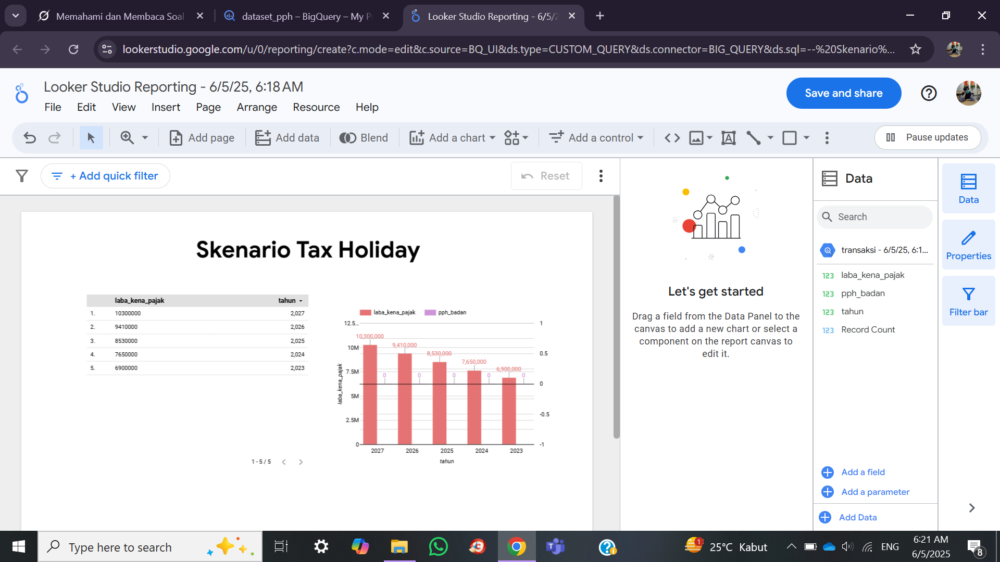 Memahami dan Membaca Soal
dataset_pph – BigQuery – My P
Looker Studio Reporting - 6/5/2
lookerstudio.google.com/u/0/reporting/create?c.mode=edit&c.source=BQ_UI&ds.type=CUSTOM_QUERY&ds.connector=BIG_QUERY&ds.sql=--%20Skenario%...
Looker Studio Reporting - 6/5/25, 6:18 AM
File Edit View Insert Page Arrange Resource Help
Save and share
Add page
Add data
Blend
Add a chart
Add a control
Pause updates
+ Add quick filter
Reset
Skenario Tax Holiday
laba_kena_pajak tahun
1. 10300000 2,027
2. 9410000 2,026
3. 8530000 2,025
4. 7650000 2,024
5. 6900000 2,023
1 - 5 / 5
laba_kena_pajak pph_badan
12.5...
10M
7.5M
5M
2.5M
0
laba_kena_pajak
10,300,000
9,410,000
8,530,000
7,650,000
6,900,000
0 0 0 0 0
1
0.5
0
-0.5
-1
2027 2026 2025 2024 2023
tahun
Let's get started
Drag a field from the Data Panel to the
canvas to add a new chart or select a
component on the report canvas to
edit it.
Data
Search
transaksi - 6/5/25, 6:1...
123 laba_kena_pajak
123 pph_badan
123 tahun
123 Record Count
Add a field
Add a parameter
Add Data
Data
Properties
Filter bar
Type here to search
1
25°C Kabut
ENG
6:21 AM
6/5/2025
8